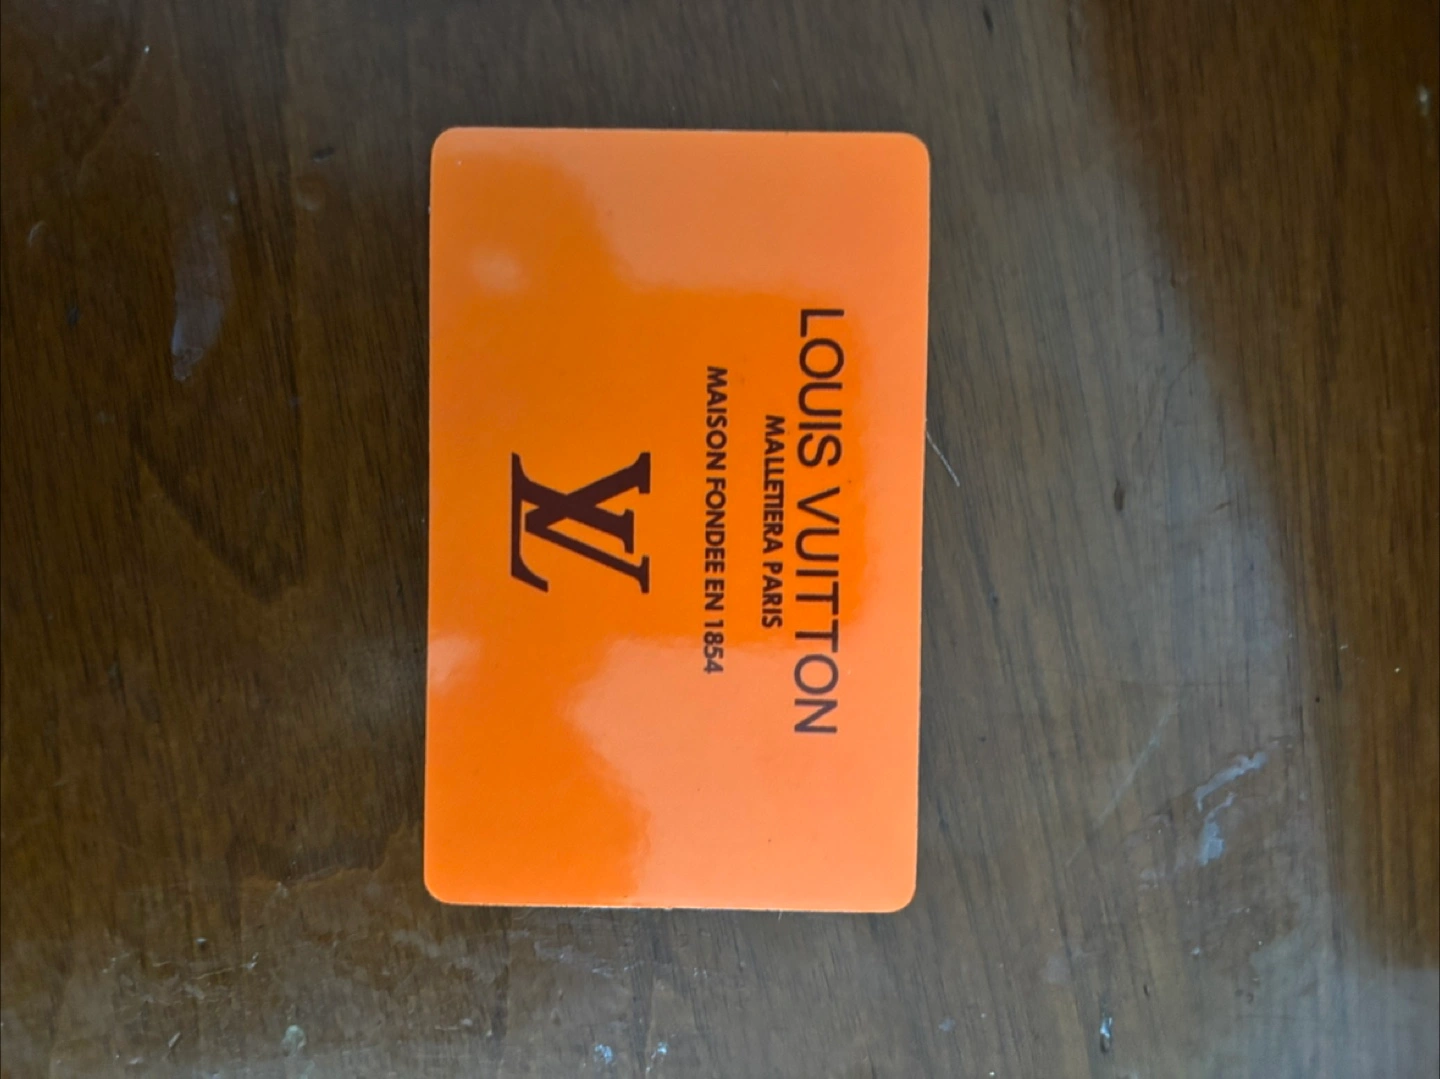 LOUIS VUITTON
MALLETIERA PARIS
MAISON FONDEE EN 1854
LV